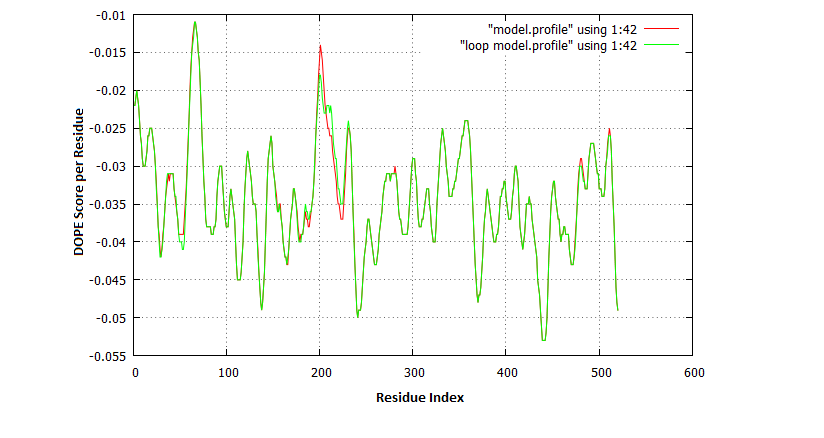 -0.01
"model.profile" using 1:42
-0.015
"loop model.profile" using 1:42
-0.02
-0.025
-0.03
-0.035
-0.04
-0.045
-0.05
-0.055
DOPE Score per Residue
0 100 200 300 400 500 600
Residue Index